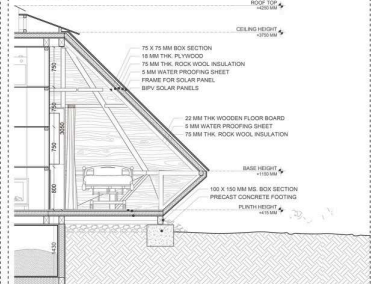 ROOF TOP
+4250 MM
CEILING HEIGHT
+3750 MM
75 X 75 MM BOX SECTION
18 MM THK. PLYWOOD
75 MM THK. ROCK WOOL INSULATION
5 MM WATER PROOFING SHEET
FRAME FOR SOLAR PANEL
BIPV SOLAR PANELS
750
750
3050
750
800
22 MM THK WOODEN FLOOR BOARD
5 MM WATER PROOFING SHEET
75 MM THK. ROCK WOOL INSULATION
BASE HEIGHT
+1150 MM
100 X 150 MM MS. BOX SECTION
PRECAST CONCRETE FOOTING
PLINTH HEIGHT
+415 MM
1430